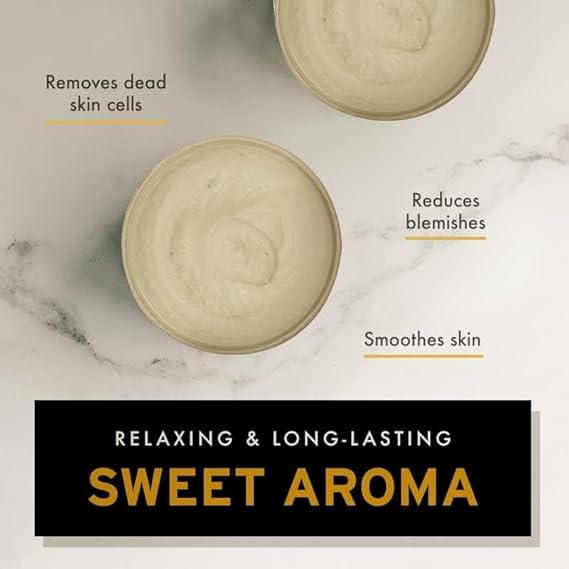 Removes dead
skin cells
Reduces
blemishes
Smoothes skin
RELAXING & LONG-LASTING
SWEET AROMA